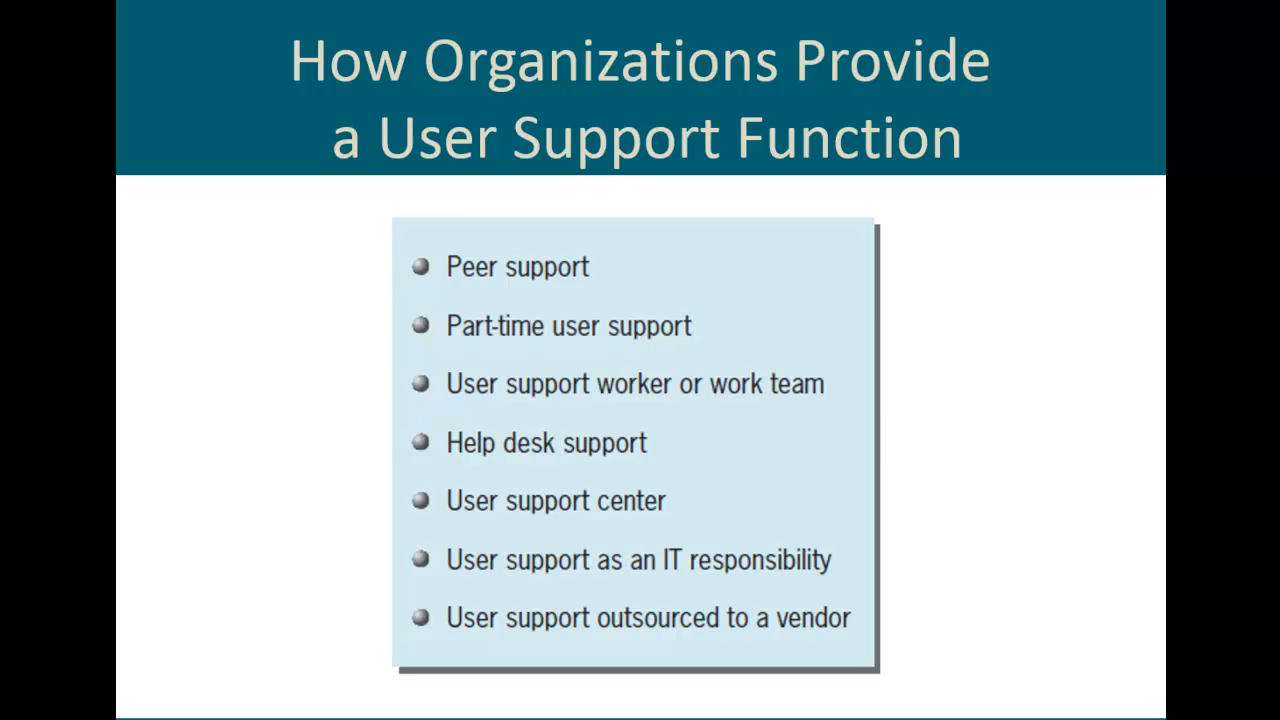 How Organizations Provide
a User Support Function
Peer support
Part-time user support
User support worker or work team
Help desk support
User support center
User support as an IT responsibility
User support outsourced to a vendor